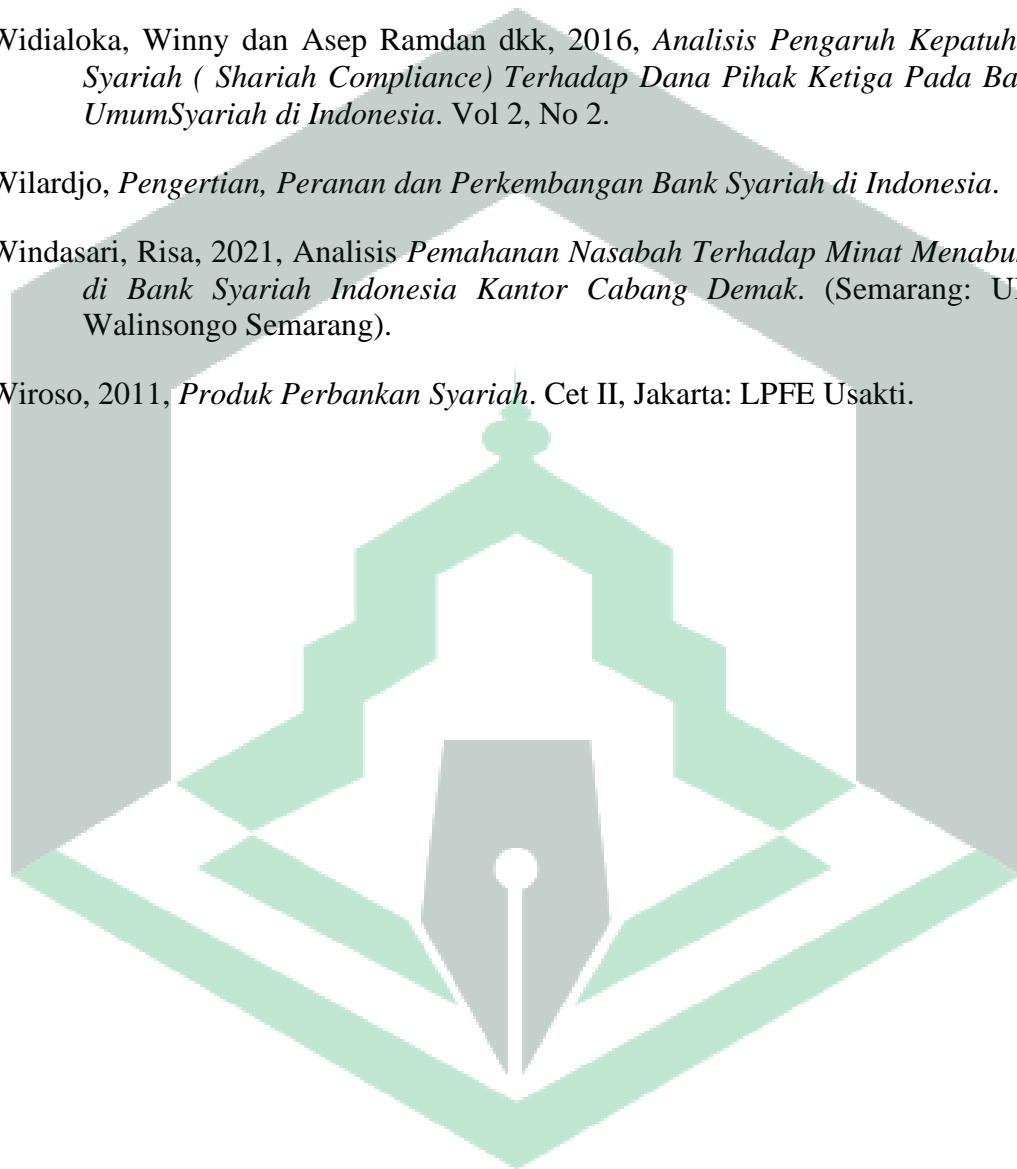 Widialoka, Winny dan Asep Ramdan dkk, 2016, Analisis Pengaruh Kepatuh
Syariah ( Shariah Compliance) Terhadap Dana Pihak Ketiga Pada Ba
UmumSyariah di Indonesia. Vol 2, No 2.
Wilardjo, Pengertian, Peranan dan Perkembangan Bank Syariah di Indonesia.
Windasari, Risa, 2021, Analisis Pemahanan Nasabah Terhadap Minat Menabu
di Bank Syariah Indonesia Kantor Cabang Demak. (Semarang: U
Walinsongo Semarang).
Wiroso, 2011, Produk Perbankan Syariah. Cet II, Jakarta: LPFE Usakti.